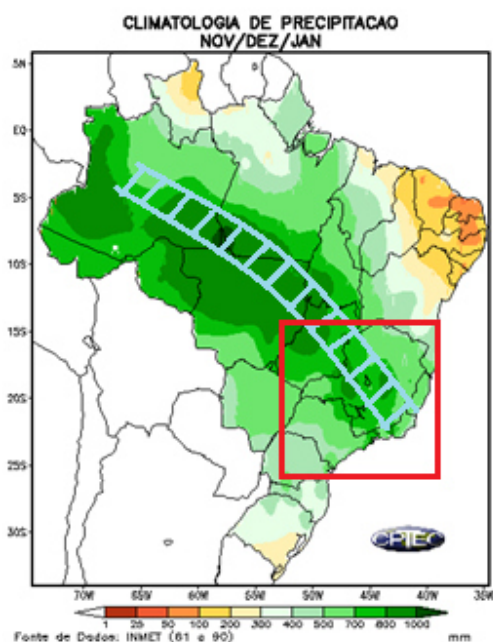 CLIMATOLOGIA DE PRECIPITACAO
NOV/DEZ/JAN
5N
EQ
5S
10S
15S
20S
25S
30S
CPTEC
70W 65W 60W 55W 50W 45W 40W 35W
1 25 50 100 200 300 400 500 700 800 1000
Fonte de Dados: INMET (61 a 90) mm